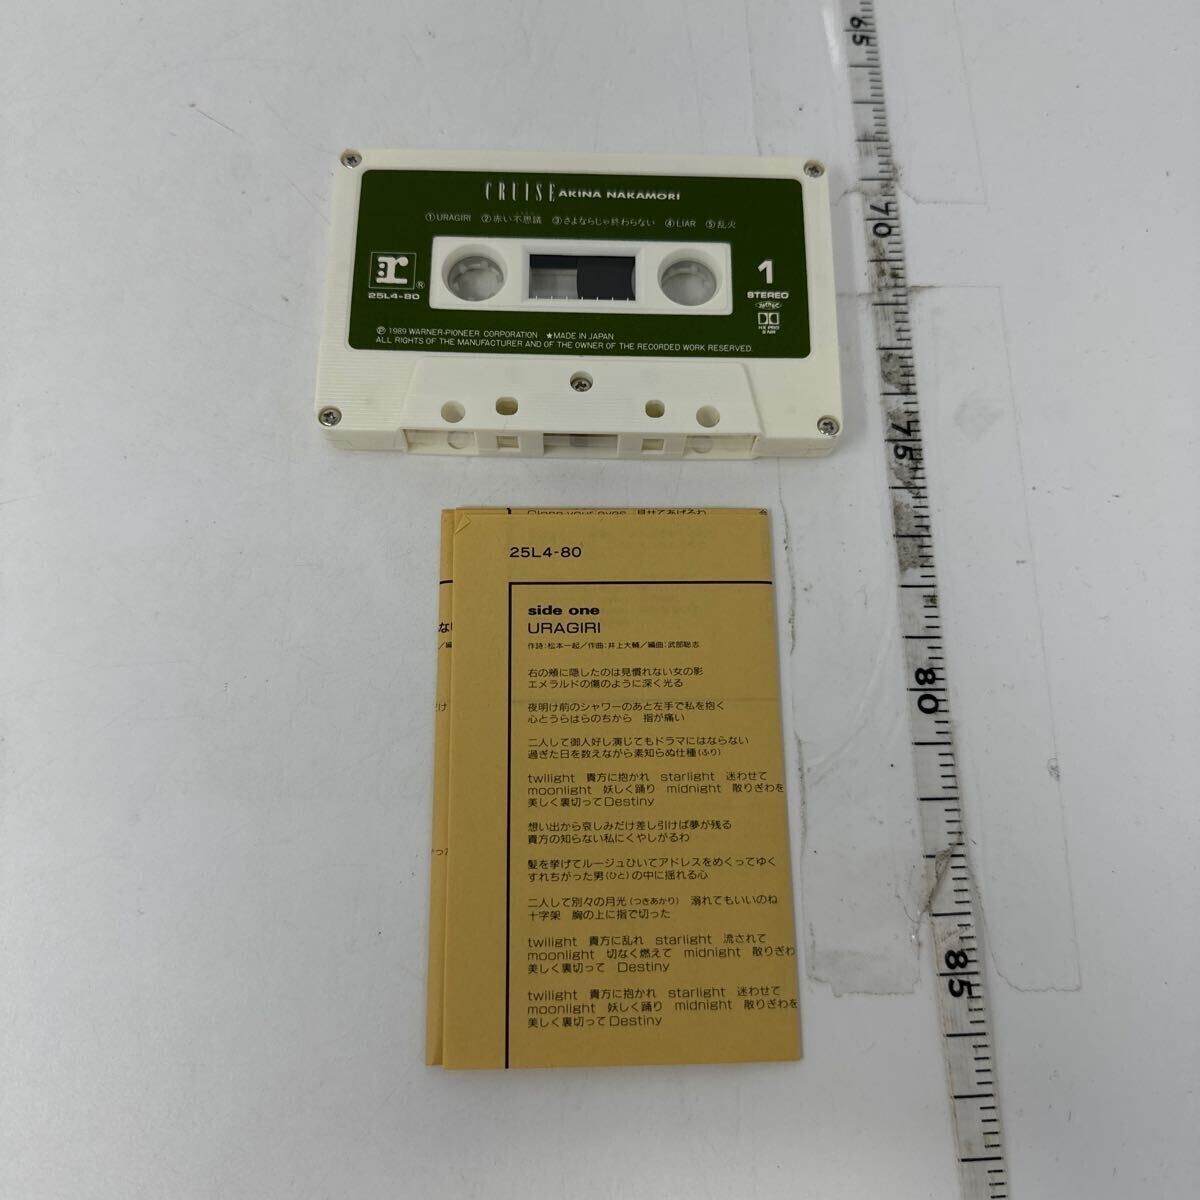 CRUISE AKINA NAKAMORI
①URAGIRI ②赤い不思議 ③さよならじゃ終わらない ④LIAR ⑤乱火
r
®
25L4-80
1
STEREO
HX PRO
B NR
Ⓟ 1989 WARNER-PIONEER CORPORATION ★MADE IN JAPAN
ALL RIGHTS OF THE MANUFACTURER AND OF THE OWNER OF THE RECORDED WORK RESERVED.
65
70
75
80
85
25L4-80
side one
URAGIRI
作詩:松本一起/作曲:井上大輔/編曲:武部聡志
右の頬に隠したのは見慣れない女の影
エメラルドの傷のように深く光る
夜明け前のシャワーのあと左手で私を抱く
心とうらはらのちから 指が痛い
二人して御人好し演じてもドラマにはならない
過ぎた日を数えながら素知らぬ仕種(ふり)
twilight 貴方に抱かれ starlight 迷わせて
moonlight 妖しく踊り midnight 散りぎわを
美しく裏切ってDestiny
想い出から哀しみだけ差し引けば夢が残る
貴方の知らない私にくやしがるわ
髪を挙げてルージュひいてアドレスをめくってゆく
すれちがった男(ひと)の中に揺れる心
二人して別々の月光(つきあかり) 溺れてもいいのね
十字架 胸の上に指で切った
twilight 貴方に乱れ starlight 流されて
moonlight 切なく燃えて midnight 散りぎわ
美しく裏切って Destiny
twilight 貴方に抱かれ starlight 迷わせて
moonlight 妖しく踊り midnight 散りぎわを
美しく裏切ってDestiny